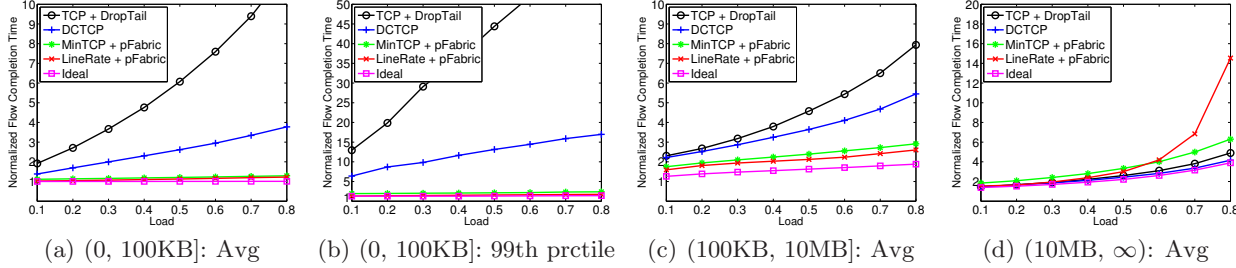 Normalized Flow Completion Time
10
9
8
7
6
5
4
3
2
1
TCP + DropTail
DCTCP
MinTCP + pFabric
LineRate + pFabric
Ideal
0.1 0.2 0.3 0.4 0.5 0.6 0.7 0.8
Load
(a) (0, 100KB]: Avg
Normalized Flow Completion Time
50
45
40
35
30
25
20
15
10
5
1
TCP + DropTail
DCTCP
MinTCP + pFabric
LineRate + pFabric
Ideal
0.1 0.2 0.3 0.4 0.5 0.6 0.7 0.8
Load
(b) (0, 100KB]: 99th prctile
Normalized Flow Completion Time
10
9
8
7
6
5
4
3
2
1
TCP + DropTail
DCTCP
MinTCP + pFabric
LineRate + pFabric
Ideal
0.1 0.2 0.3 0.4 0.5 0.6 0.7 0.8
Load
(c) (100KB, 10MB]: Avg
Normalized Flow Completion Time
20
18
16
14
12
10
8
6
4
2
TCP + DropTail
DCTCP
MinTCP + pFabric
LineRate + pFabric
Ideal
0.1 0.2 0.3 0.4 0.5 0.6 0.7 0.8
Load
(d) (10MB, ∞): Avg